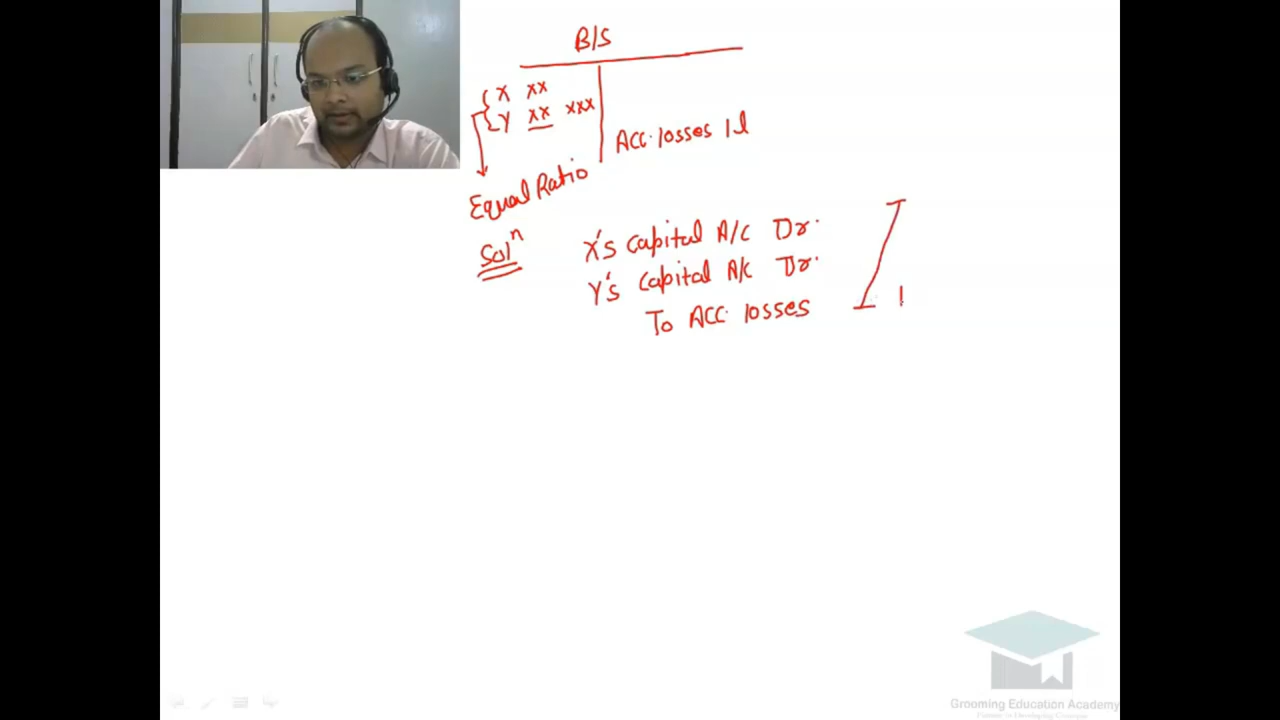 B/S
X xx
Y xx xxx
Acc. losses 1l
Equal Ratio
Solⁿ
X's Capital A/c Dr.
Y's Capital A/c Dr.
To Acc. losses
1
Grooming Education Academy